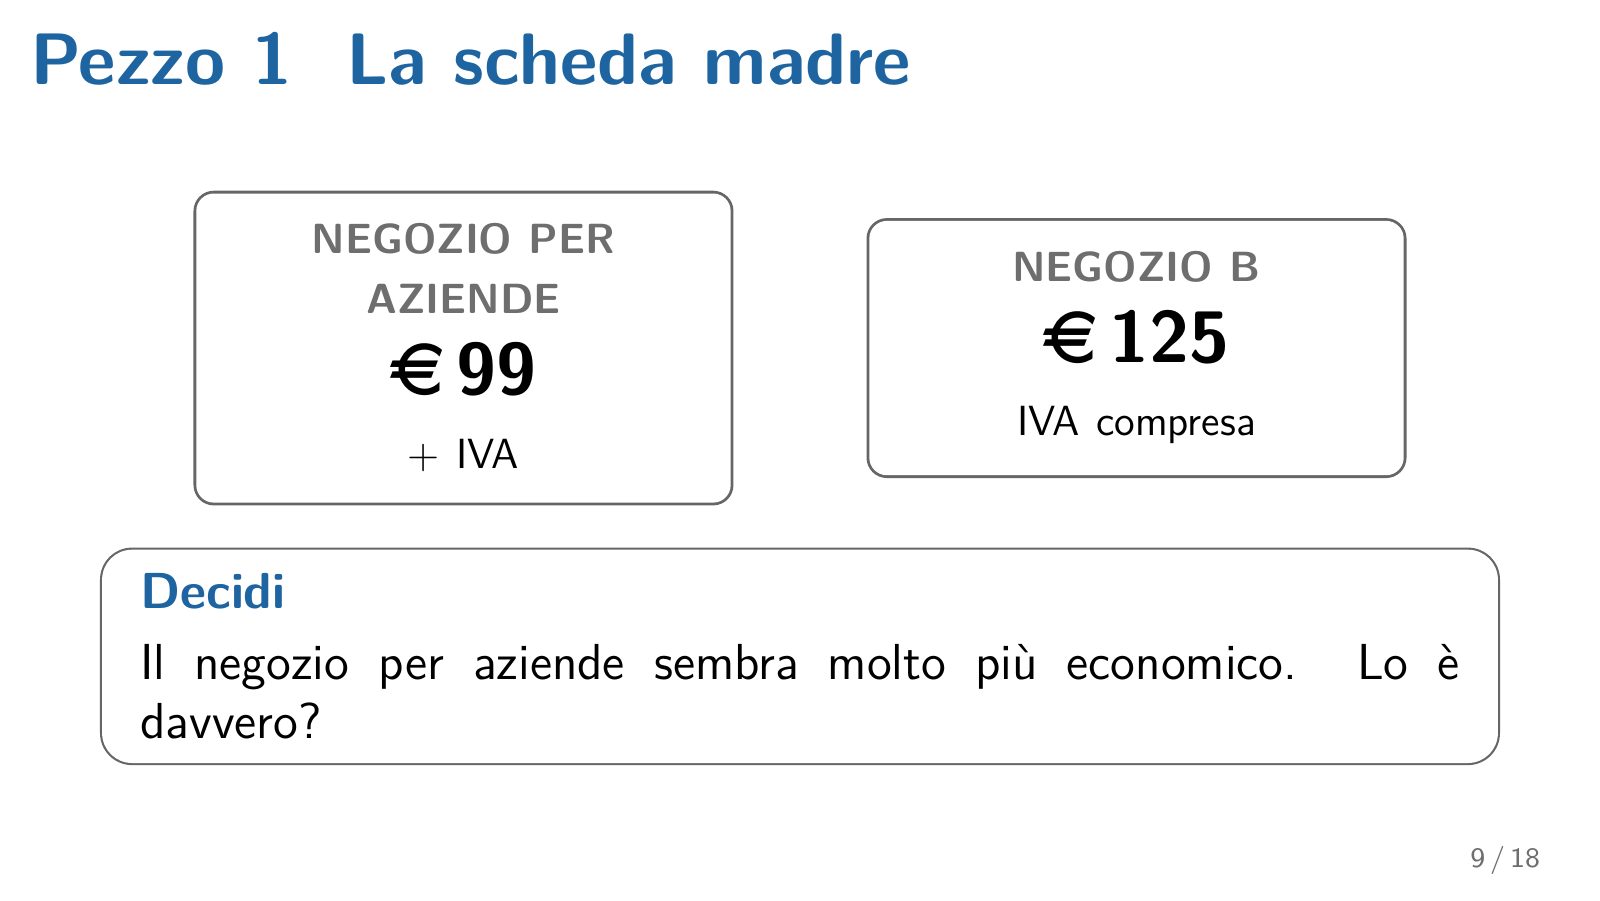 Pezzo 1 La scheda madre
NEGOZIO PER
AZIENDE
€ 99
+ IVA
NEGOZIO B
€ 125
IVA compresa
Decidi
Il negozio per aziende sembra molto più economico. Lo è
davvero?
9 / 18